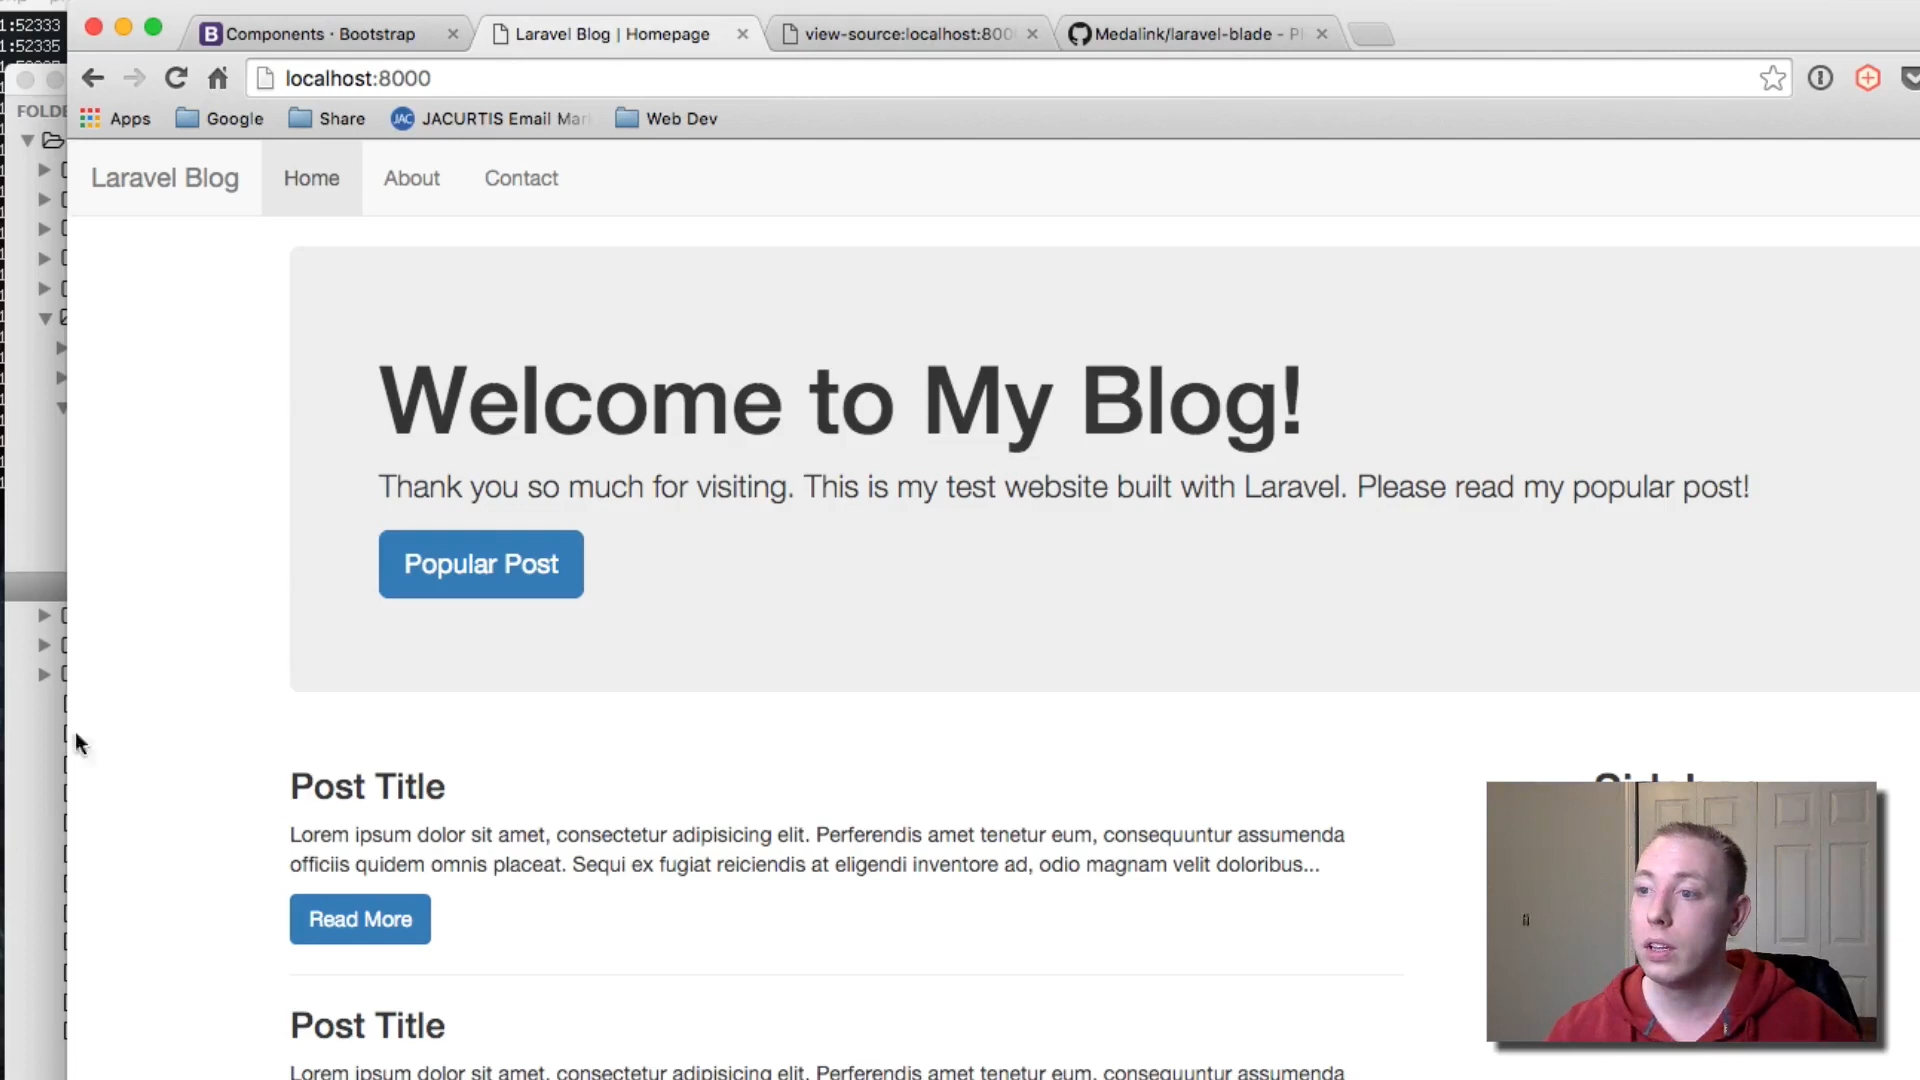 1:52333
1:52335
Components · Bootstrap
Laravel Blog | Homepage
view-source:localhost:800
Medalink/laravel-blade - P
localhost:8000
Apps
Google
Share
JAC
JACURTIS Email Mar
Web Dev
FOLDE
Laravel Blog
Home
About
Contact
Welcome to My Blog!
Thank you so much for visiting. This is my test website built with Laravel. Please read my popular post!
Popular Post
Post Title
Lorem ipsum dolor sit amet, consectetur adipisicing elit. Perferendis amet tenetur eum, consequuntur assumenda
officiis quidem omnis placeat. Sequi ex fugiat reiciendis at eligendi inventore ad, odio magnam velit doloribus...
Read More
Post Title
Lorem ipsum dolor sit amet, consectetur adipisicing elit. Perferendis amet tenetur eum, consequuntur assumenda